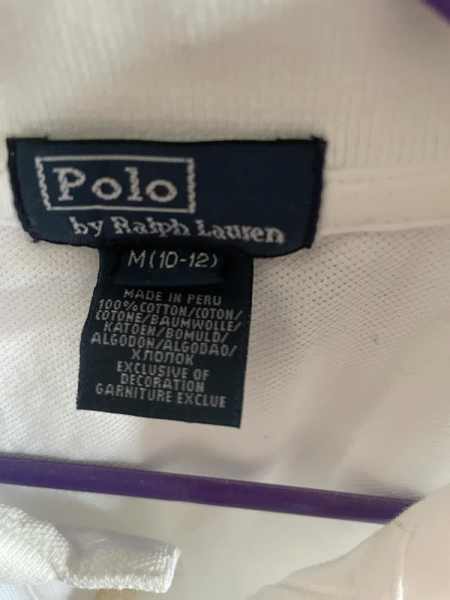 Polo
by Ralph Lauren
M (10-12)
MADE IN PERU
100% COTTON/COTON/
COTONE/BAUMWOLLE/
KATOEN/BOMULD/
ALGODON/ALGODAO/
ХЛОПОК
EXCLUSIVE OF
DECORATION
GARNITURE EXCLUE